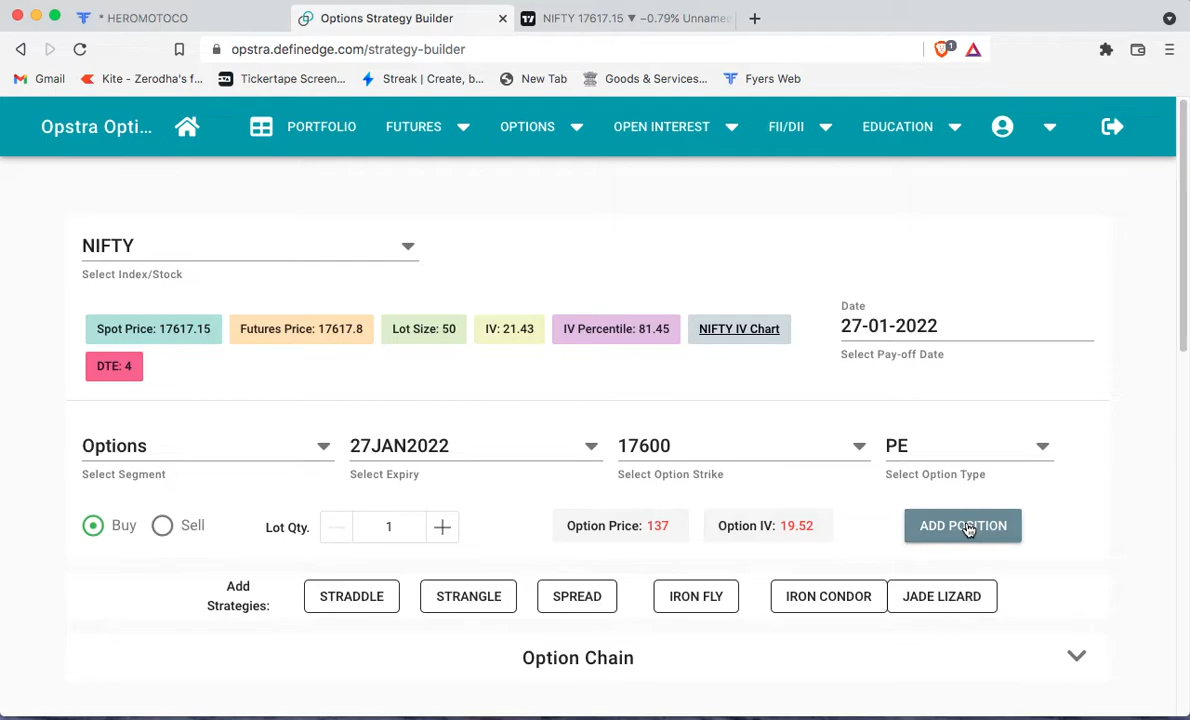 * HEROMOTOCO
Options Strategy Builder
NIFTY 17617.15 ▼ −0.79% Unname
opstra.definedge.com/strategy-builder
1
Gmail
Kite - Zerodha's f...
Tickertape Screen...
Streak | Create, b...
New Tab
Goods & Services...
Fyers Web
Opstra Opti...
PORTFOLIO
FUTURES
OPTIONS
OPEN INTEREST
FII/DII
EDUCATION
NIFTY
Select Index/Stock
Spot Price: 17617.15
Futures Price: 17617.8
Lot Size: 50
IV: 21.43
IV Percentile: 81.45
NIFTY IV Chart
DTE: 4
Date
27-01-2022
Select Pay-off Date
Options
Select Segment
27JAN2022
Select Expiry
17600
Select Option Strike
PE
Select Option Type
Buy
Sell
Lot Qty.
1
Option Price: 137
Option IV: 19.52
ADD POSITION
Add
Strategies:
STRADDLE
STRANGLE
SPREAD
IRON FLY
IRON CONDOR
JADE LIZARD
Option Chain